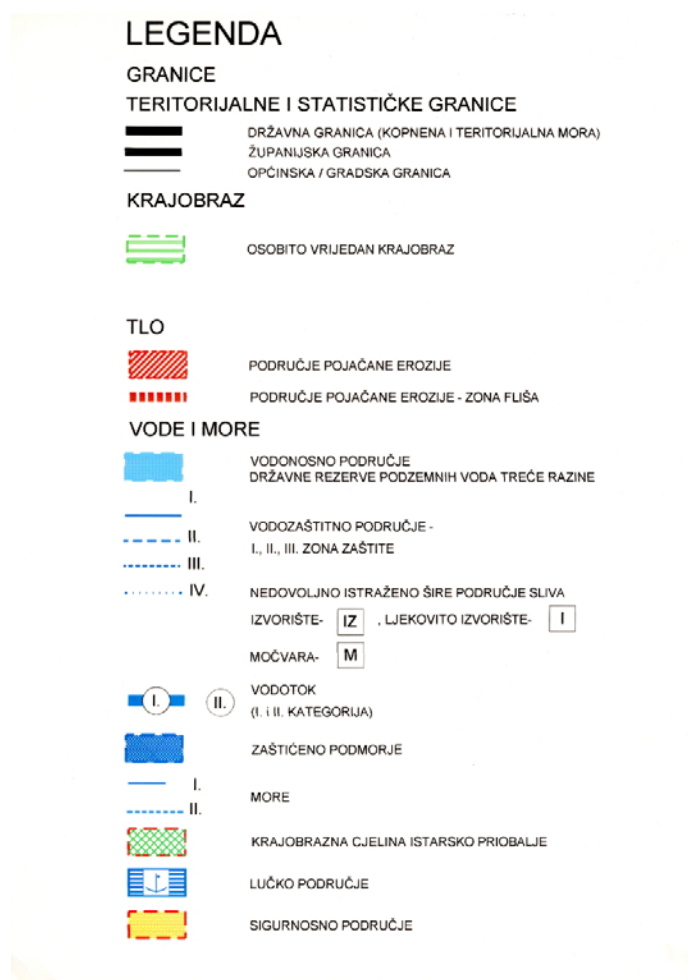 LEGENDA
GRANICE
TERITORIJALNE I STATISTIČKE GRANICE
DRŽAVNA GRANICA (KOPNENA I TERITORIJALNA MORA)
ŽUPANIJSKA GRANICA
OPĆINSKA / GRADSKA GRANICA
KRAJOBRAZ
OSOBITO VRIJEDAN KRAJOBRAZ
TLO
PODRUČJE POJAČANE EROZIJE
PODRUČJE POJAČANE EROZIJE - ZONA FLIŠA
VODE I MORE
VODONOSNO PODRUČJE
DRŽAVNE REZERVE PODZEMNIH VODA TREĆE RAZINE
I.
VODOZAŠTITNO PODRUČJE -
II.
I., II., III. ZONA ZAŠTITE
III.
IV. NEDOVOLJNO ISTRAŽENO ŠIRE PODRUČJE SLIVA
IZVORIŠTE- IZ , LJEKOVITO IZVORIŠTE- I
MOČVARA- M
VODOTOK
I. II.
(I. i II. KATEGORIJA)
ZAŠTIĆENO PODMORJE
I.
MORE
II.
KRAJOBRAZNA CJELINA ISTARSKO PRIOBALJE
LUČKO PODRUČJE
SIGURNOSNO PODRUČJE